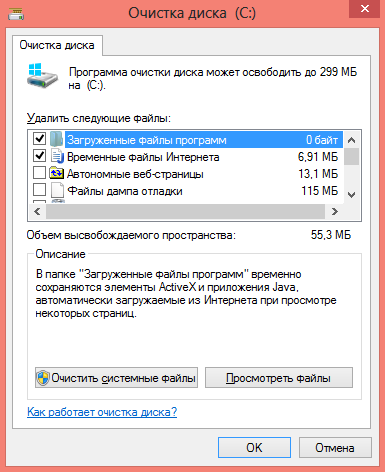 Очистка диска (C:)
Очистка диска
Программа очистки диска может освободить до 299 МБ
на (C:).
Удалить следующие файлы:
Загруженные файлы программ 0 байт
Временные файлы Интернета 6,91 МБ
Автономные веб-страницы 13,1 МБ
Файлы дампа отладки 115 МБ
Объем высвобождаемого пространства: 55,3 МБ
Описание
В папке "Загруженные файлы программ" временно
сохраняются элементы ActiveX и приложения Java,
автоматически загружаемые из Интернета при просмотре
некоторых страниц.
Очистить системные файлы Просмотреть файлы
Как работает очистка диска?
OK Отмена